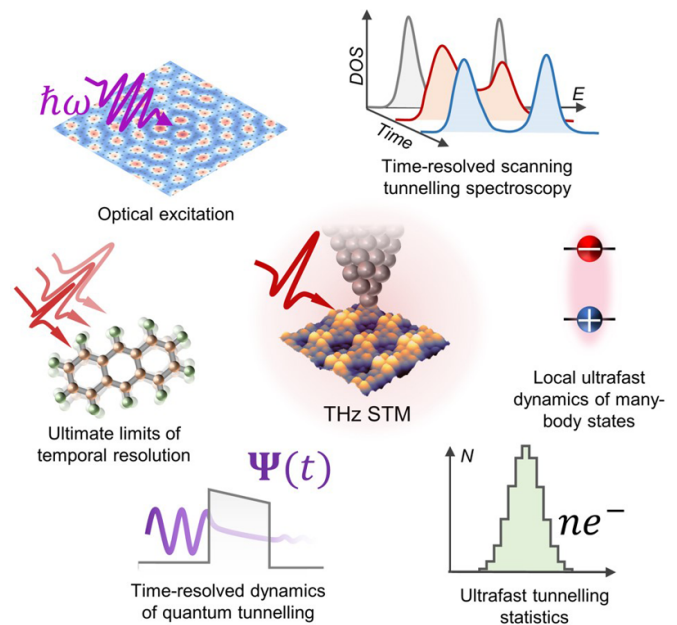 ħω
Optical excitation
DOS
E
Time
Time-resolved scanning
tunnelling spectroscopy
Ultimate limits of
temporal resolution
THz STM
Local ultrafast
dynamics of many-
body states
Ψ(t)
Time-resolved dynamics
of quantum tunnelling
N
ne⁻
Ultrafast tunnelling
statistics